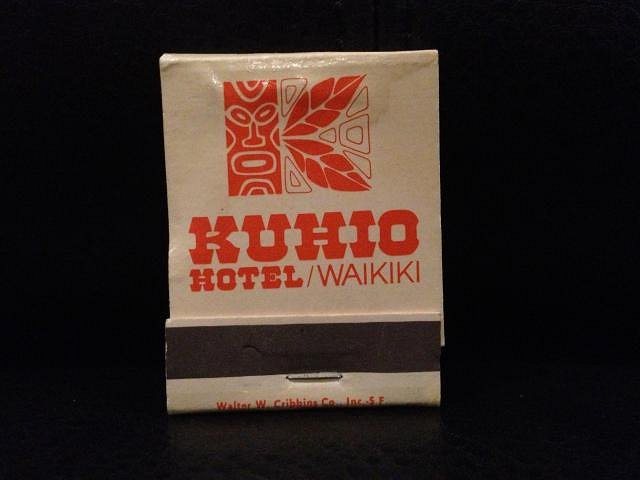 KUHIO
HOTEL/WAIKIKI
Walter W. Cribbins Co., Inc.-S.F.